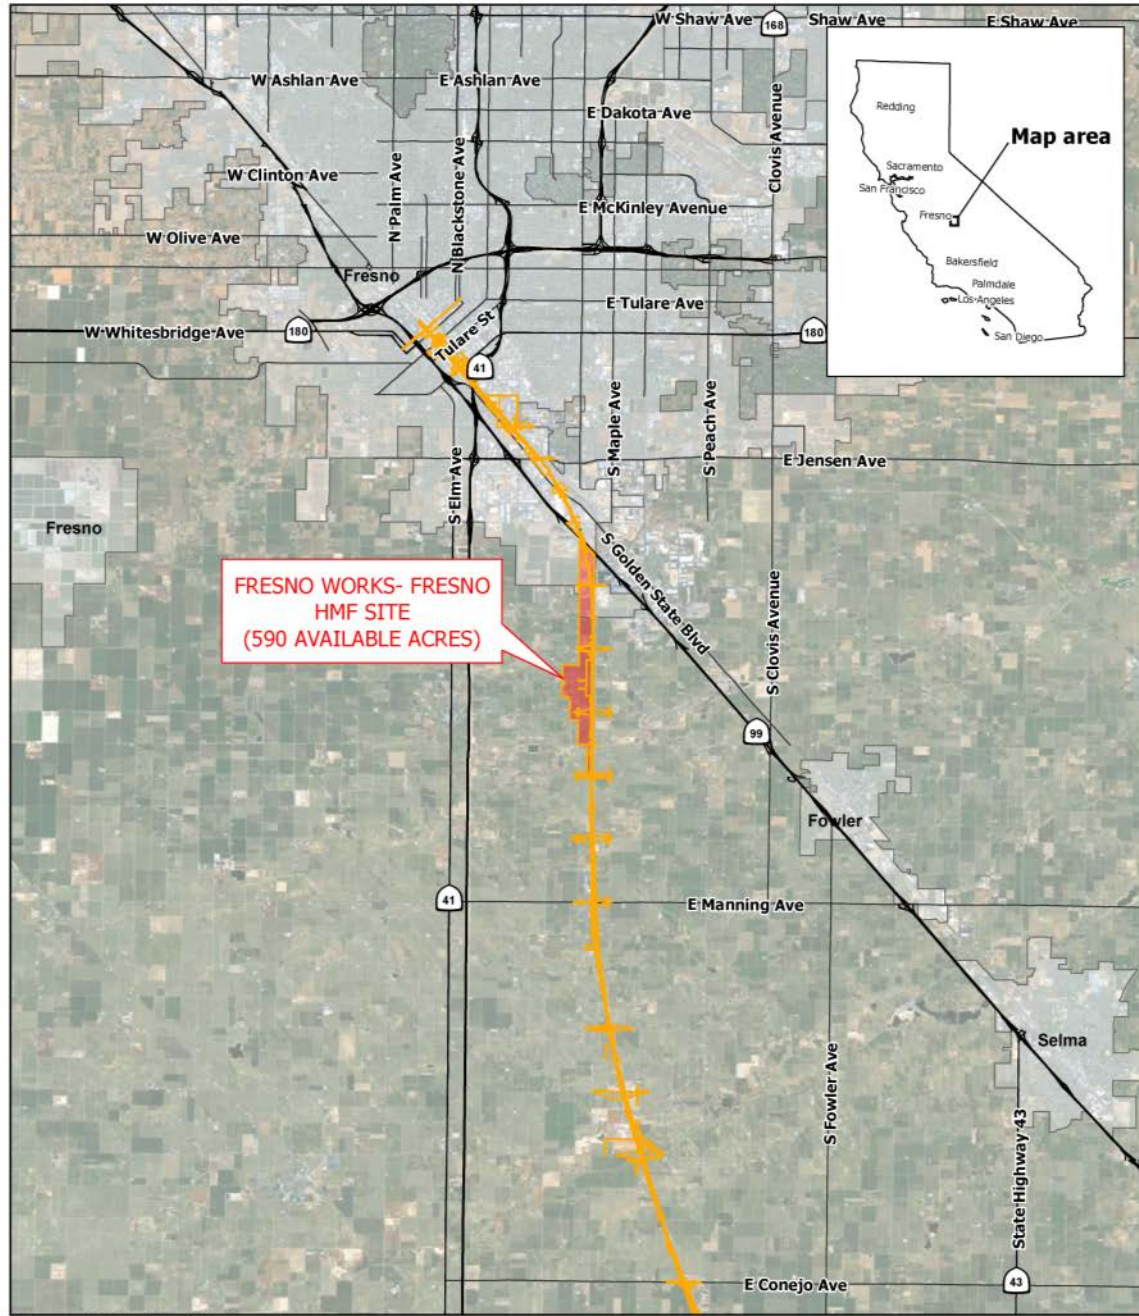 W Shaw Ave
168
Shaw Ave
E Shaw Ave
W Ashlan Ave
E Ashlan Ave
E Dakota Ave
Clovis Avenue
N Palm Ave
N Blackstone Ave
W Clinton Ave
E McKinley Avenue
W Olive Ave
Fresno
E Tulare Ave
W Whitesbridge Ave
180
Tulare St
180
41
Redding
Map area
Sacramento
San Francisco
Fresno
Bakersfield
Palmdale
Los Angeles
San Diego
S Maple Ave
S Peach Ave
E Jensen Ave
S Elm Ave
Fresno
S Golden State Blvd
S Clovis Avenue
FRESNO WORKS- FRESNO
HMF SITE
(590 AVAILABLE ACRES)
99
Fowler
41
E Manning Ave
Selma
S Fowler Ave
State Highway 43
E Conejo Ave
43